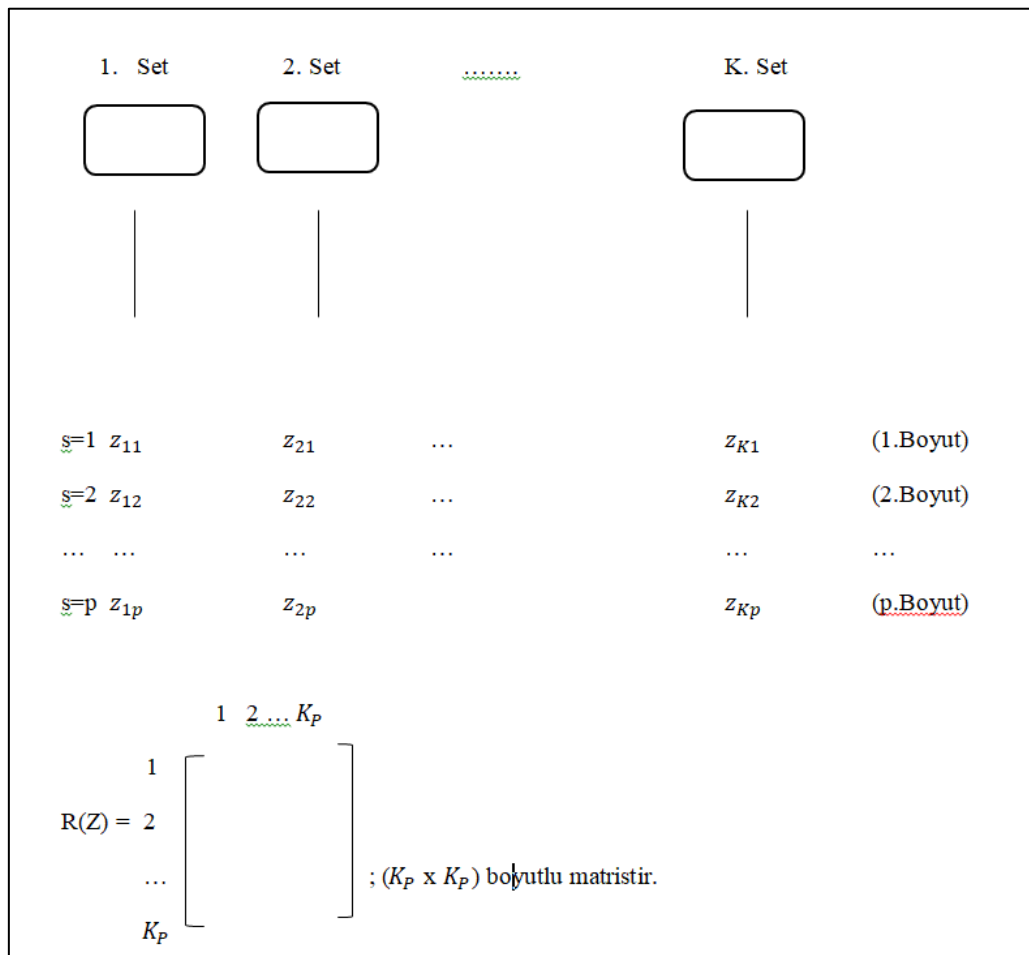 1. Set 2. Set ....... K. Set
s=1 z₁₁ z₂₁ … z_K1 (1.Boyut)
s=2 z₁₂ z₂₂ … z_K2 (2.Boyut)
… … … … … …
s=p z₁ₚ z₂ₚ z_Kp (p.Boyut)
1 2 … K_P
1
R(Z) = 2
… ; (K_P x K_P) boyutlu matristir.
K_P